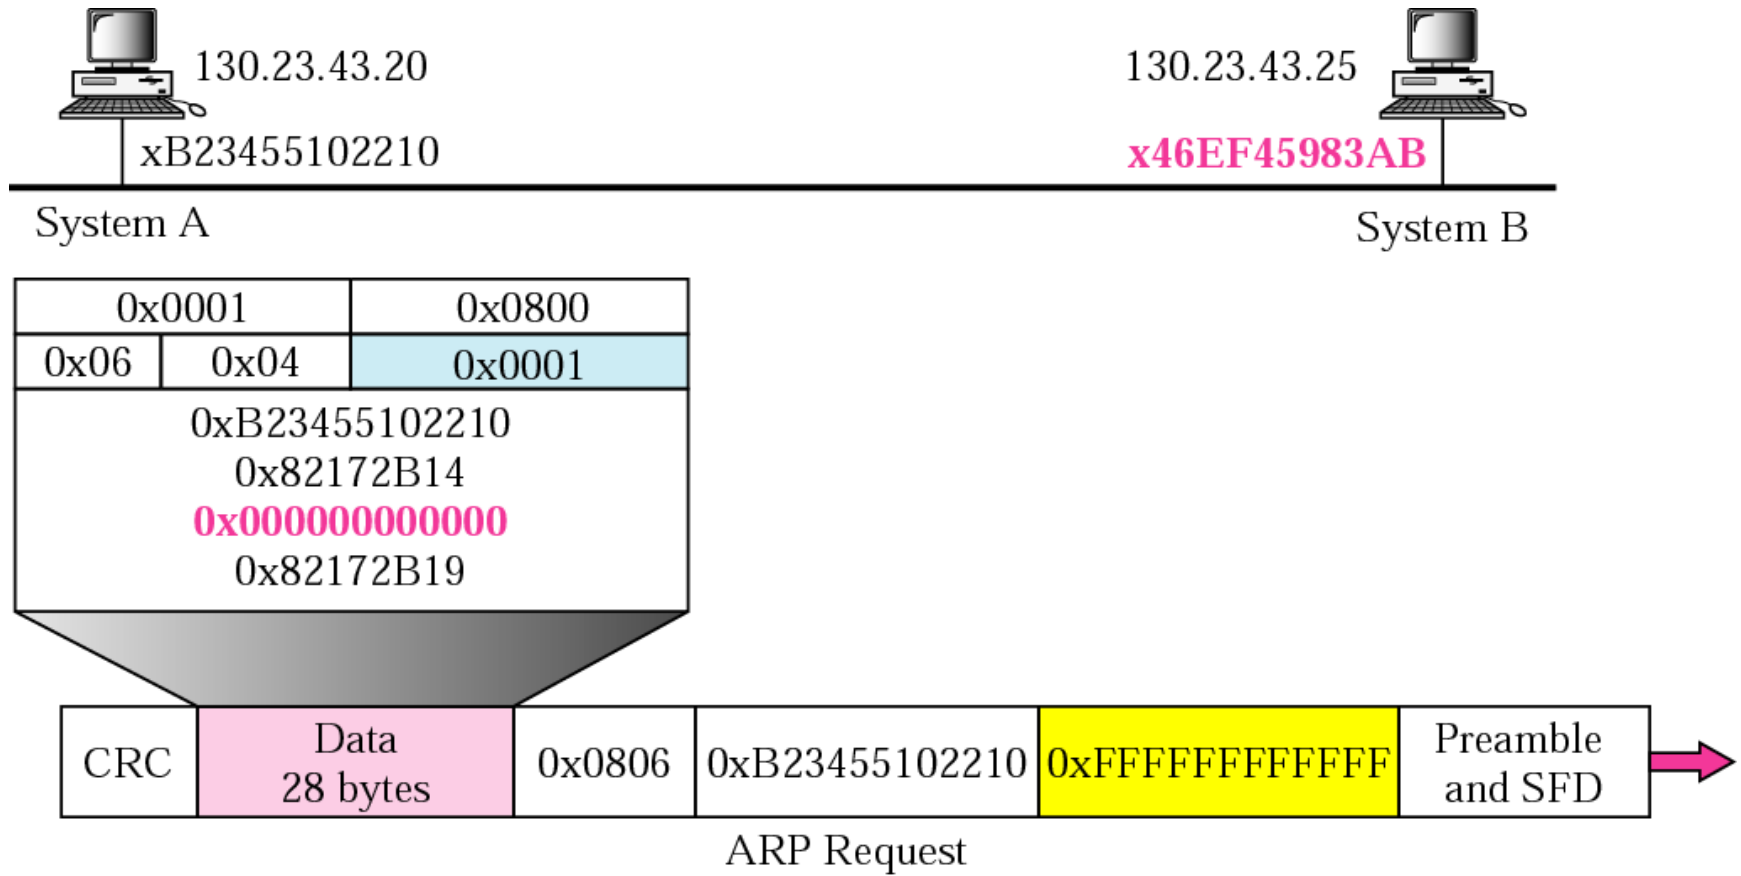 130.23.43.20
130.23.43.25
xB23455102210
x46EF45983AB
System A
System B
0x0001
0x0800
0x06
0x04
0x0001
0xB23455102210
0x82172B14
0x000000000000
0x82172B19
CRC
Data
28 bytes
0x0806
0xB23455102210
0xFFFFFFFFFFFF
Preamble
and SFD
ARP Request